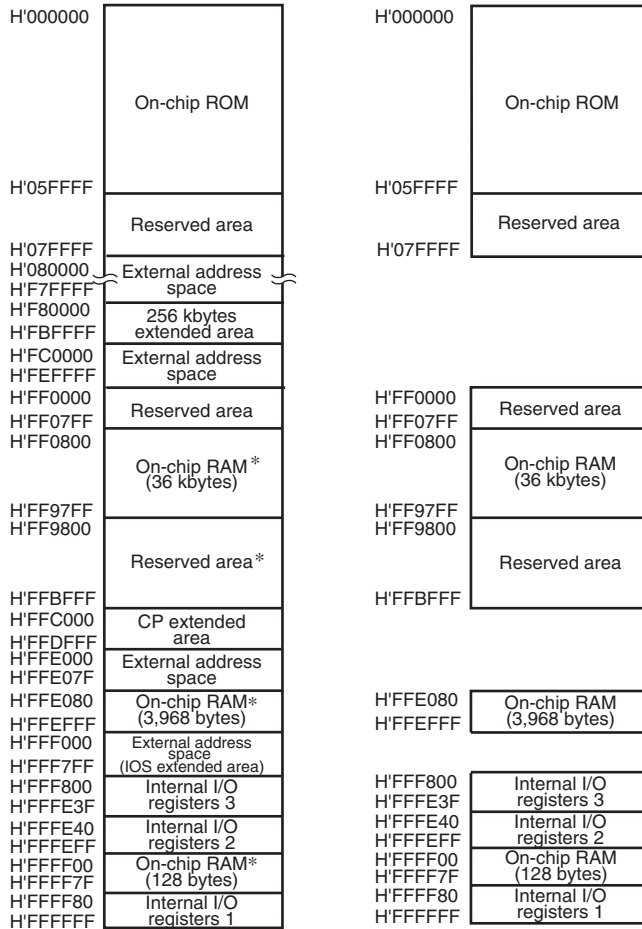 H'000000
On-chip ROM
H'05FFFF
Reserved area
H'07FFFF
H'080000
External address
space
H'F7FFFF
H'F80000
256 kbytes
extended area
H'FBFFFF
H'FC0000
External address
space
H'FEFFFF
H'FF0000
Reserved area
H'FF07FF
H'FF0800
On-chip RAM*
(36 kbytes)
H'FF97FF
H'FF9800
Reserved area*
H'FFBFFF
H'FFC000
CP extended
area
H'FFDFFF
H'FFE000
External address
space
H'FFE07F
H'FFE080
On-chip RAM*
(3,968 bytes)
H'FFEFFF
H'FFF000
External address
space
(IOS extended area)
H'FFF7FF
H'FFF800
Internal I/O
registers 3
H'FFFE3F
H'FFFE40
Internal I/O
registers 2
H'FFFEFF
H'FFFF00
On-chip RAM*
(128 bytes)
H'FFFF7F
H'FFFF80
Internal I/O
registers 1
H'FFFFFF
H'000000
On-chip ROM
H'05FFFF
Reserved area
H'07FFFF
H'FF0000
Reserved area
H'FF07FF
H'FF0800
On-chip RAM
(36 kbytes)
H'FF97FF
H'FF9800
Reserved area
H'FFBFFF
H'FFE080
On-chip RAM
(3,968 bytes)
H'FFEFFF
H'FFF800
Internal I/O
registers 3
H'FFFE3F
H'FFFE40
Internal I/O
registers 2
H'FFFEFF
H'FFFF00
On-chip RAM
(128 bytes)
H'FFFF7F
H'FFFF80
Internal I/O
registers 1
H'FFFFFF